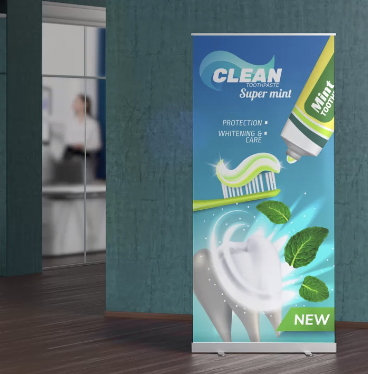 CLEAN
TOOTHPASTE
Super mint
PROTECTION
WHITENING &
CARE
Mint
NEW